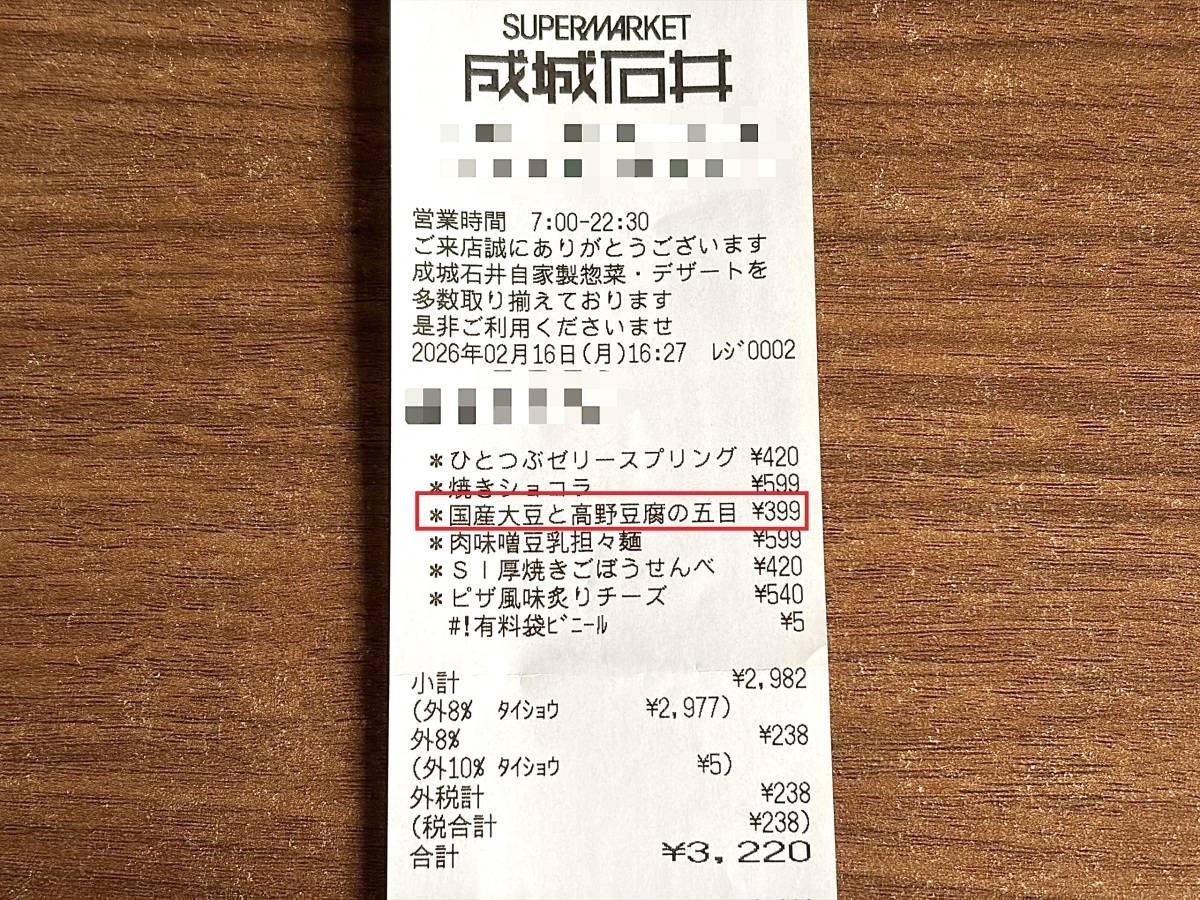 SUPERMARKET
成城石井
営業時間 7:00-22:30
ご来店誠にありがとうございます
成城石井自家製惣菜・デザートを
多数取り揃えております
是非ご利用くださいませ
2026年02月16日(月)16:27 ﾚｼﾞ0002
*ひとつぶゼリースプリング ¥420
*焼きショコラ ¥599
*国産大豆と高野豆腐の五目 ¥399
*肉味噌豆乳担々麺 ¥599
*ＳＩ厚焼きごぼうせんべ ¥420
*ピザ風味炙りチーズ ¥540
#!有料袋ﾋﾞﾆｰﾙ ¥5
小計 ¥2,982
(外8% ﾀｲｼｮｳ ¥2,977)
外8% ¥238
(外10% ﾀｲｼｮｳ ¥5)
外税計 ¥238
(税合計 ¥238)
合計 ¥3,220